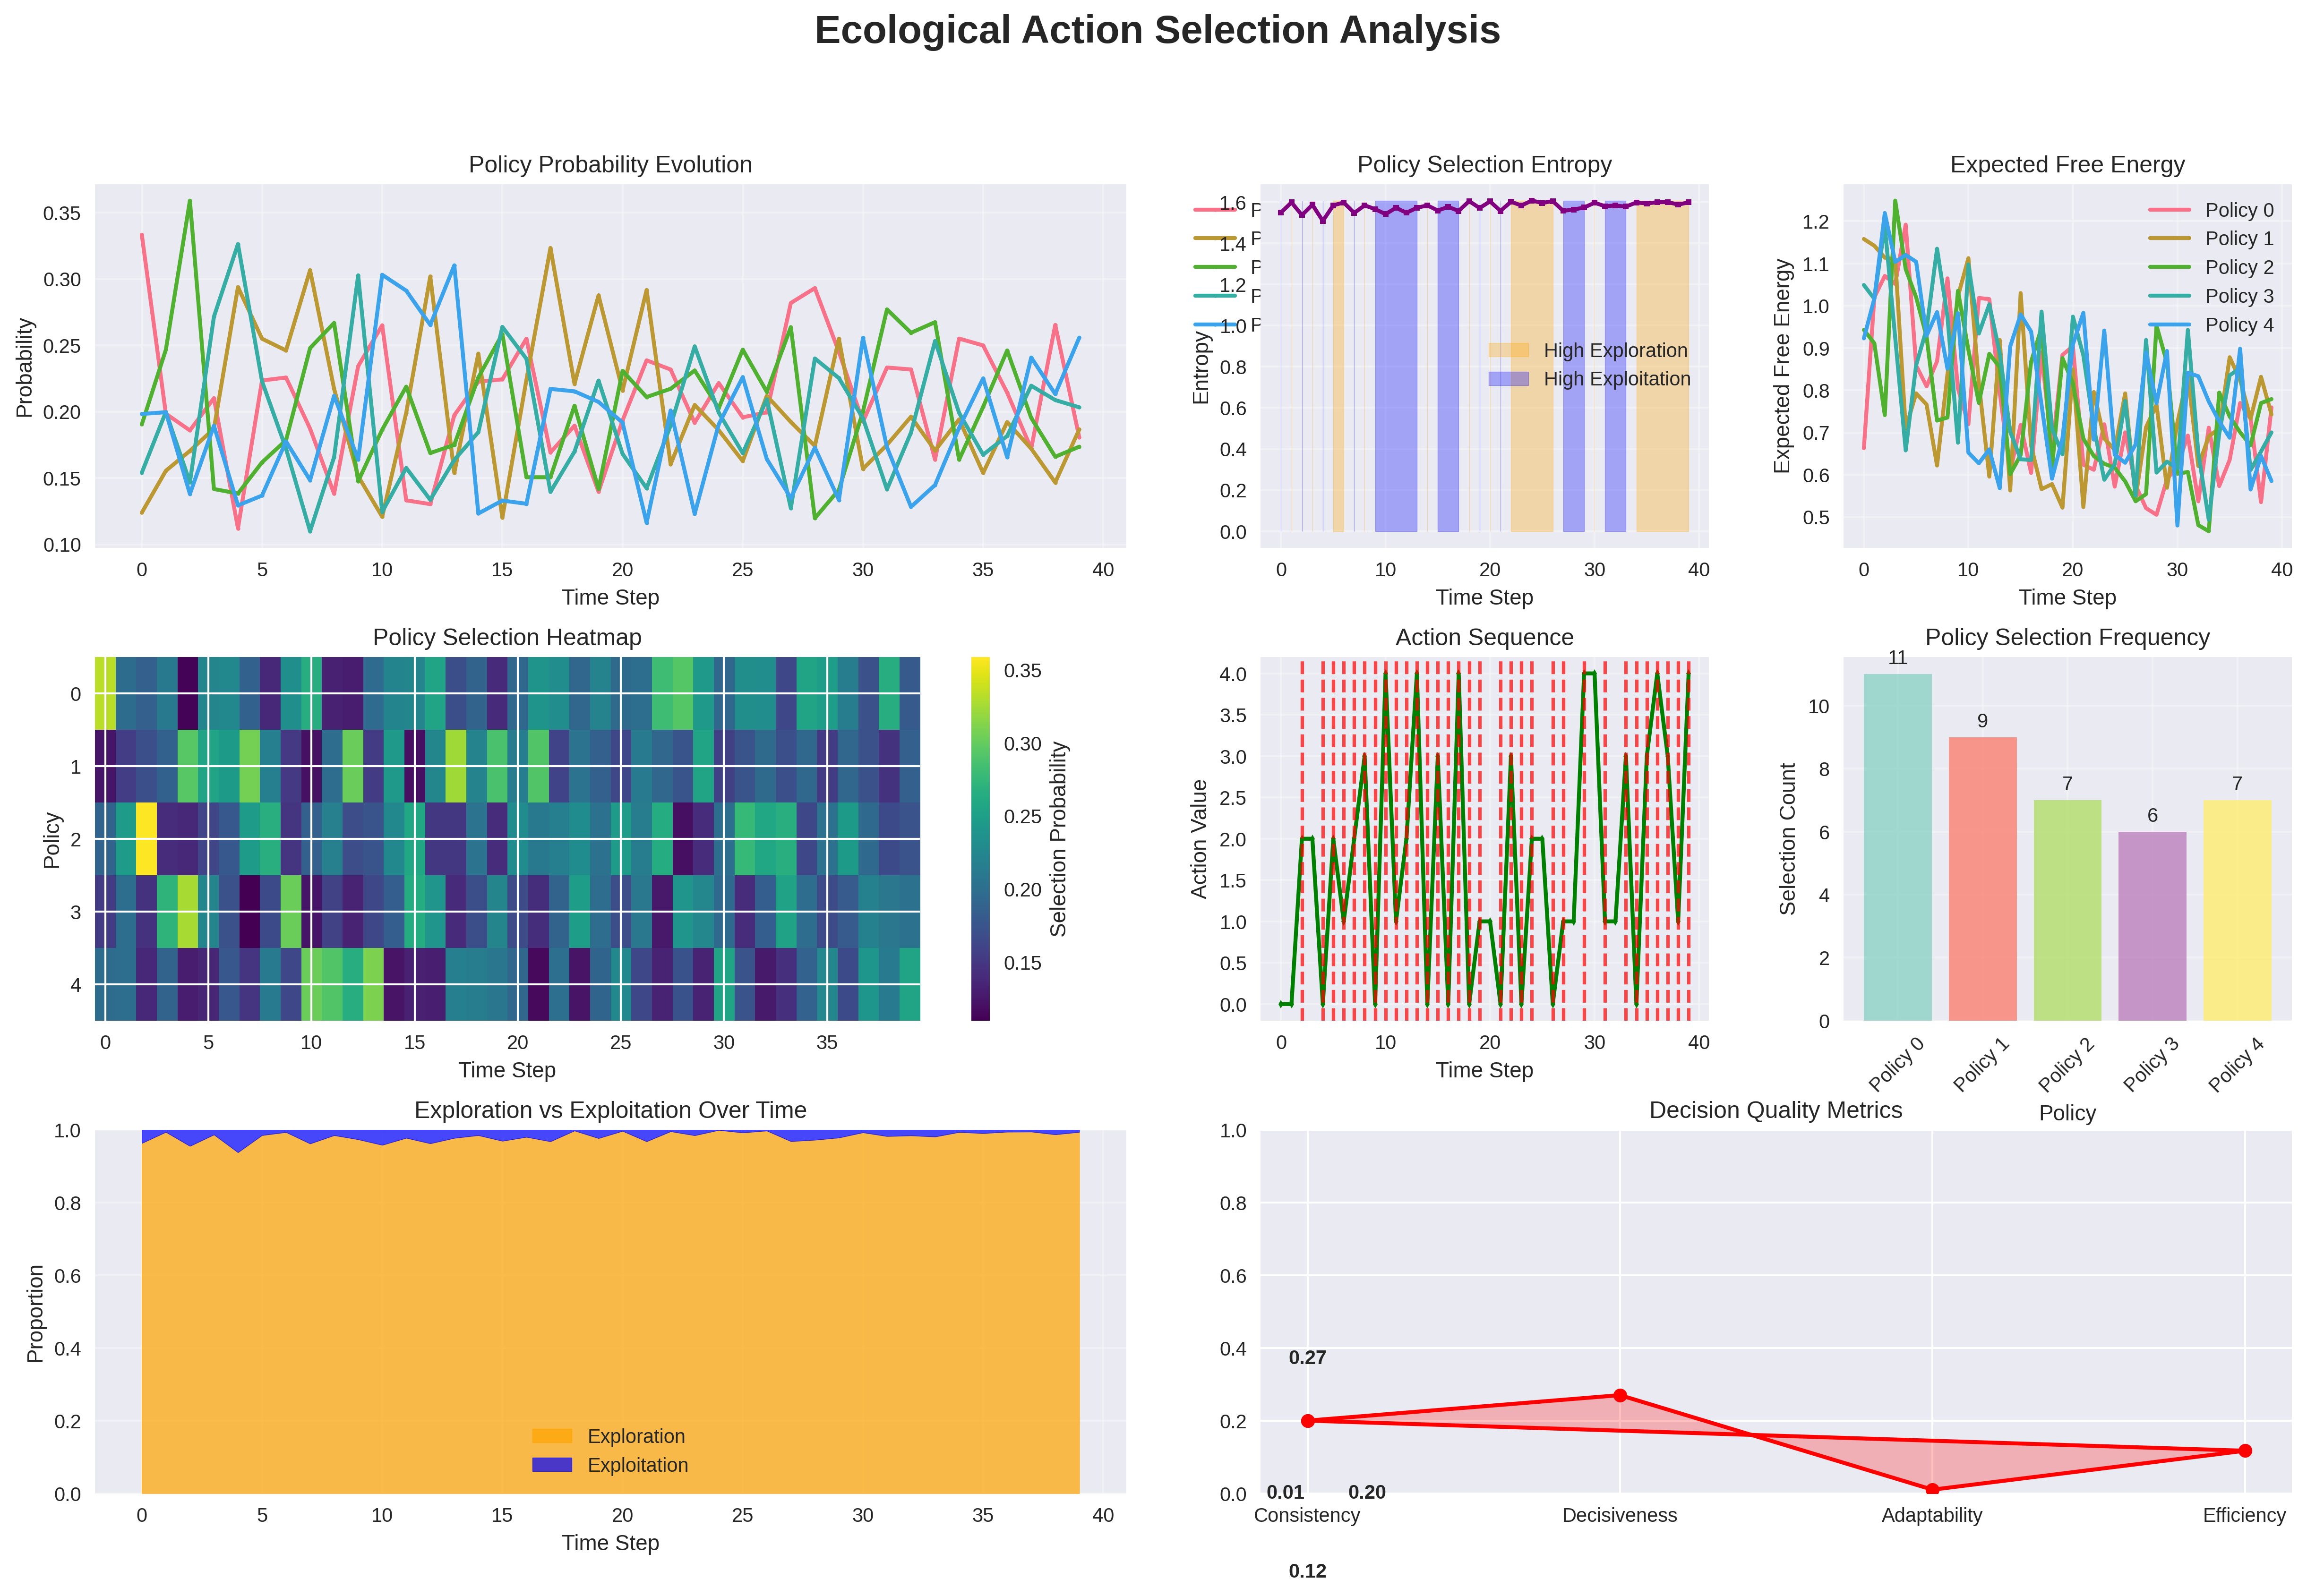 Ecological Action Selection Analysis
Policy Probability Evolution
Probability
0.35
0.30
0.25
0.20
0.15
0.10
0
5
10
15
20
25
30
35
40
Time Step
P
P
P
P
P
Policy Selection Entropy
Entropy
1.6
1.4
1.2
1.0
0.8
0.6
0.4
0.2
0.0
High Exploration
High Exploitation
0
10
20
30
40
Time Step
Expected Free Energy
Expected Free Energy
1.2
1.1
1.0
0.9
0.8
0.7
0.6
0.5
Policy 0
Policy 1
Policy 2
Policy 3
Policy 4
0
10
20
30
40
Time Step
Policy Selection Heatmap
Policy
0
1
2
3
4
0
5
10
15
20
25
30
35
Time Step
0.35
0.30
0.25
0.20
0.15
Selection Probability
Action Sequence
Action Value
4.0
3.5
3.0
2.5
2.0
1.5
1.0
0.5
0.0
0
10
20
30
40
Time Step
Policy Selection Frequency
Selection Count
10
8
6
4
2
0
11
9
7
6
7
Policy 0
Policy 1
Policy 2
Policy 3
Policy 4
Policy
Exploration vs Exploitation Over Time
Proportion
1.0
0.8
0.6
0.4
0.2
0.0
Exploration
Exploitation
0
5
10
15
20
25
30
35
40
Time Step
Decision Quality Metrics
1.0
0.8
0.6
0.4
0.2
0.0
0.27
0.01
0.20
Consistency
Decisiveness
Adaptability
Efficiency
0.12